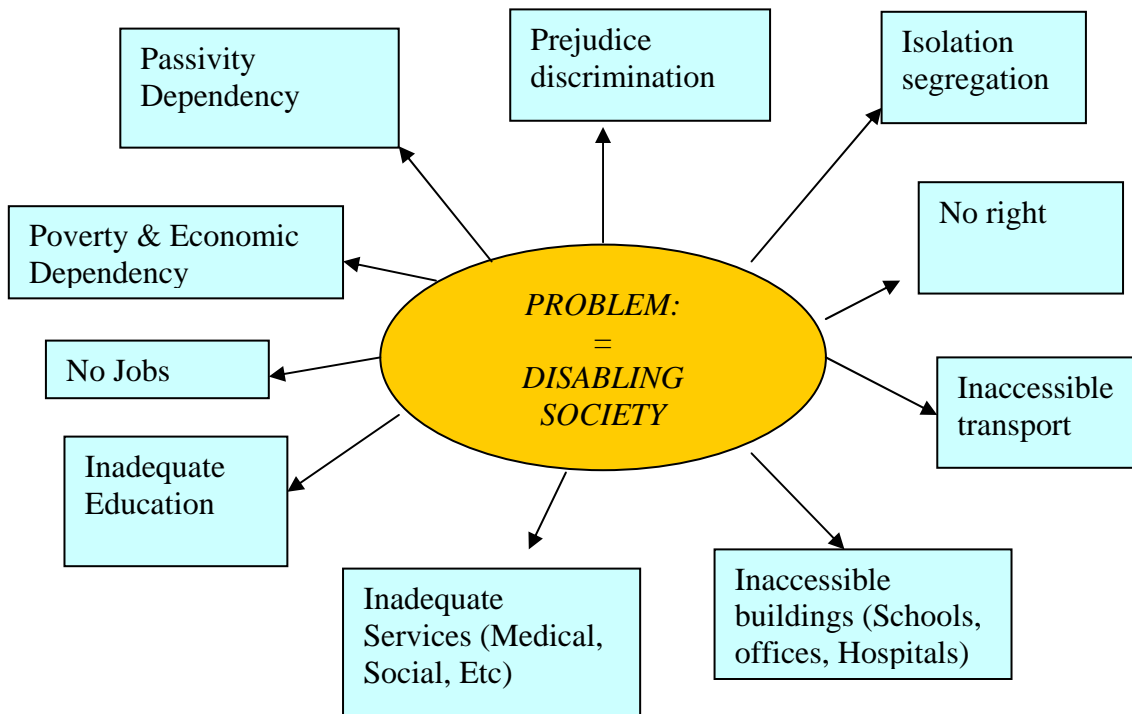 Passivity
Dependency
Prejudice
discrimination
Isolation
segregation
Poverty & Economic
Dependency
No right
PROBLEM:
=
DISABLING
SOCIETY
No Jobs
Inaccessible
transport
Inadequate
Education
Inadequate
Services (Medical,
Social, Etc)
Inaccessible
buildings (Schools,
offices, Hospitals)